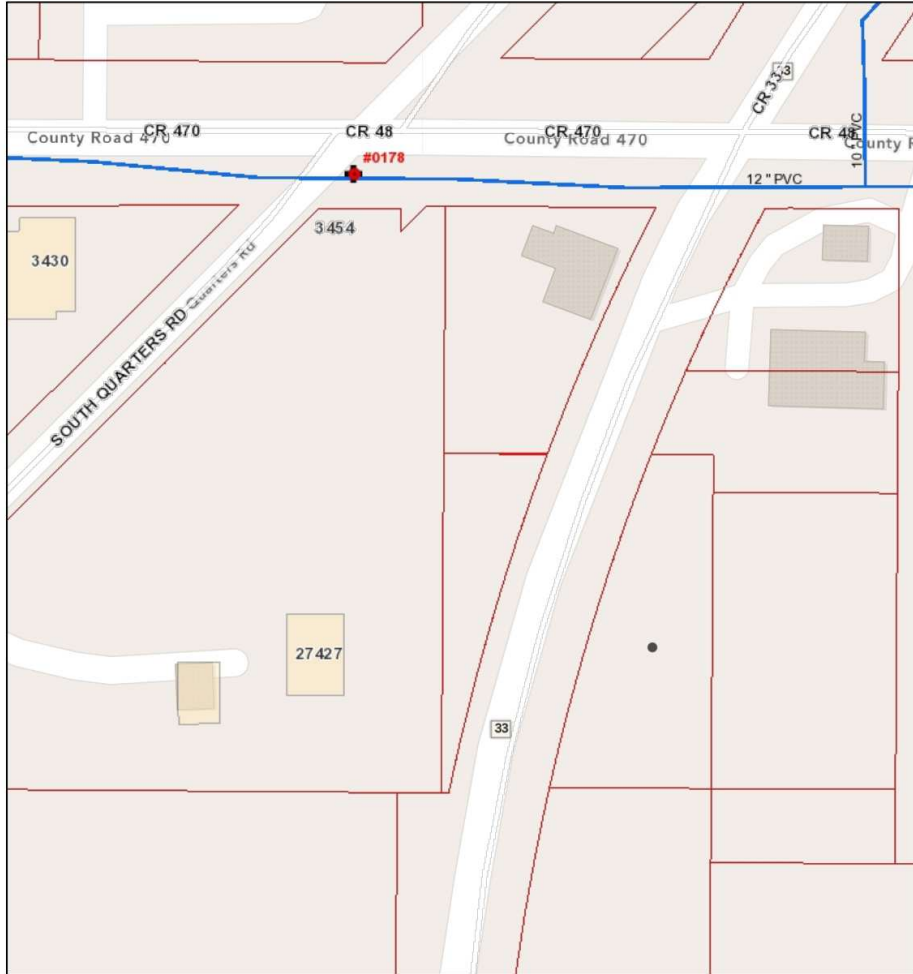 33
CR 33
County Road 470
CR 470
CR 48
County Road 470
CR 470
CR 48
County R
10 " PVC
#0178
12 " PVC
3454
3430
SOUTH QUARTERS RD
Quarters Rd
27427
33